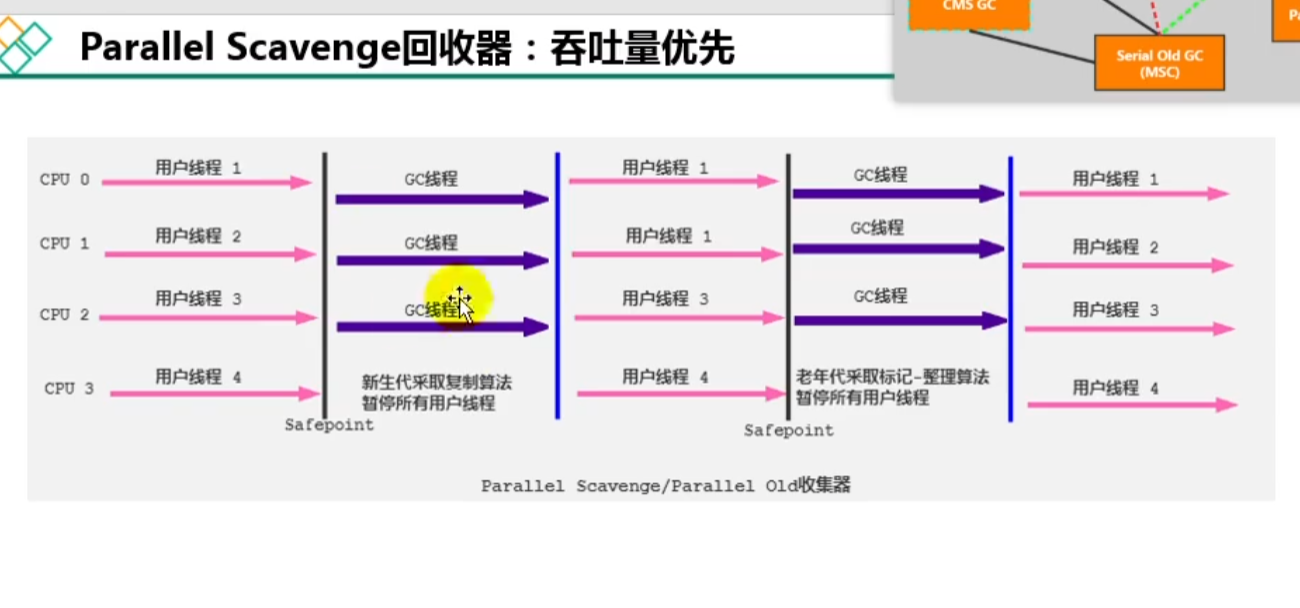 CMS GC
Serial Old GC
(MSC)
Parallel Scavenge回收器：吞吐量优先
CPU 0
用户线程 1
GC线程
用户线程 1
GC线程
用户线程 1
CPU 1
用户线程 2
GC线程
用户线程 1
GC线程
用户线程 2
CPU 2
用户线程 3
GC线程
用户线程 3
GC线程
用户线程 3
CPU 3
用户线程 4
新生代采取复制算法
暂停所有用户线程
用户线程 4
老年代采取标记-整理算法
暂停所有用户线程
用户线程 4
Safepoint
Safepoint
Parallel Scavenge/Parallel Old收集器